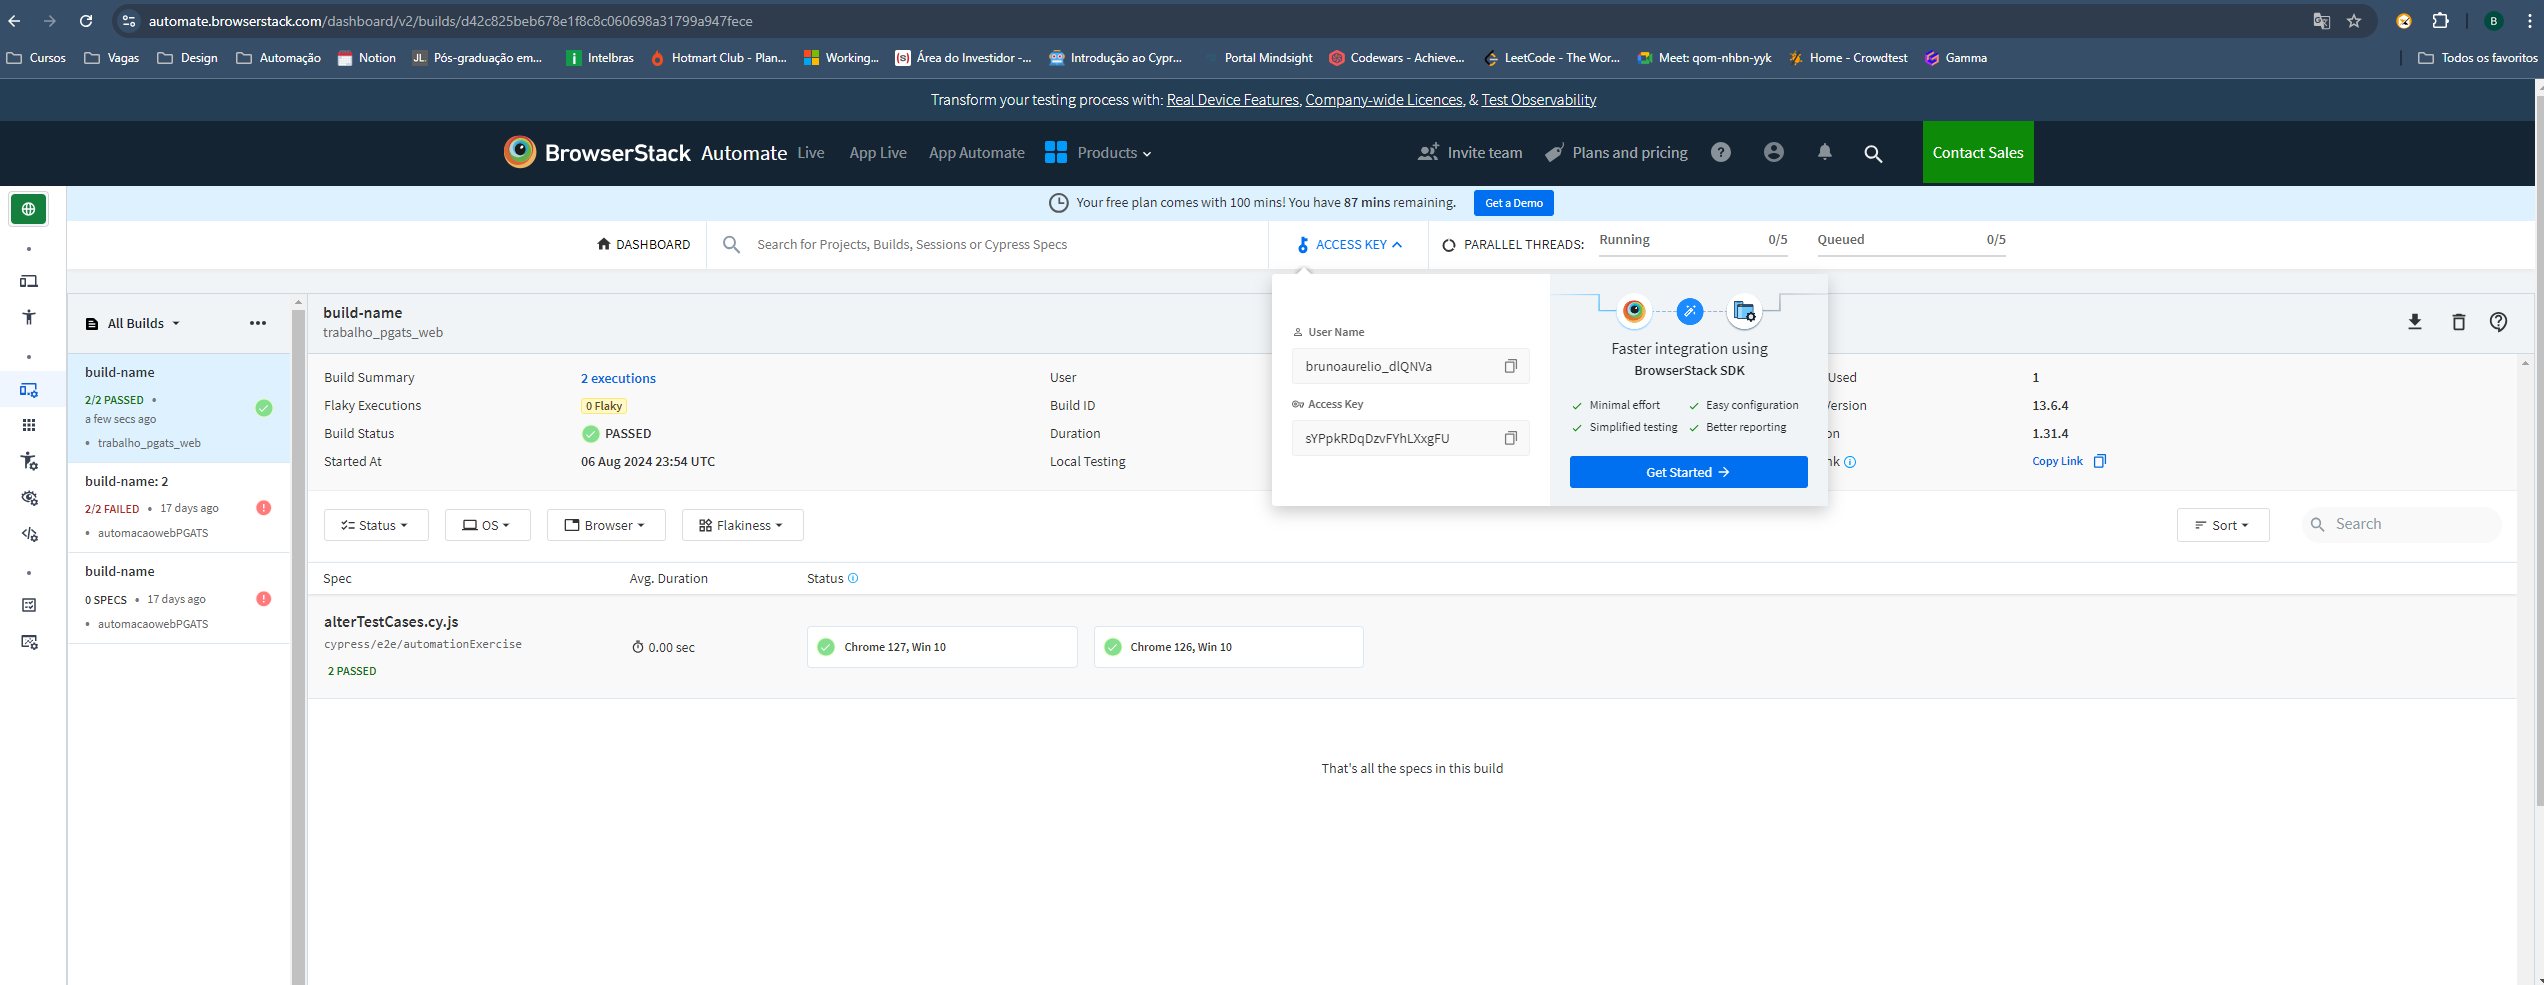 automate.browserstack.com/dashboard/v2/builds/d42c825beb678e1f8c8c060698a31799a947fece
B
Cursos Vagas Design Automação Notion Pós-graduação em... Intelbras Hotmart Club - Plan... Working... Área do Investidor -... Introdução ao Cypr... Portal Mindsight Codewars - Achieve... LeetCode - The Wor... Meet: qom-nhbn-yyk Home - Crowdtest Gamma Todos os favoritos
Transform your testing process with: Real Device Features, Company-wide Licences, & Test Observability
BrowserStack Automate Live App Live App Automate Products Invite team Plans and pricing Contact Sales
Your free plan comes with 100 mins! You have 87 mins remaining. Get a Demo
DASHBOARD Search for Projects, Builds, Sessions or Cypress Specs ACCESS KEY PARALLEL THREADS: Running 0/5 Queued 0/5
All Builds
build-name
2/2 PASSED •
a few secs ago
• trabalho_pgats_web
build-name: 2
2/2 FAILED • 17 days ago
• automacaowebPGATS
build-name
0 SPECS • 17 days ago
• automacaowebPGATS
build-name
trabalho_pgats_web
Build Summary 2 executions
Flaky Executions 0 Flaky
Build Status PASSED
Started At 06 Aug 2024 23:54 UTC
User
Build ID
Duration
Local Testing
User Name
brunoaurelio_dlQNVa
Access Key
sYPpkRDqDzvFYhLXxgFU
Faster integration using
BrowserStack SDK
Minimal effort Easy configuration
Simplified testing Better reporting
Get Started
Used 1
ersion 13.6.4
on 1.31.4
nk Copy Link
Status OS Browser Flakiness Sort Search
Spec Avg. Duration Status
alterTestCases.cy.js
cypress/e2e/automationExercise
2 PASSED
0.00 sec
Chrome 127, Win 10
Chrome 126, Win 10
That's all the specs in this build